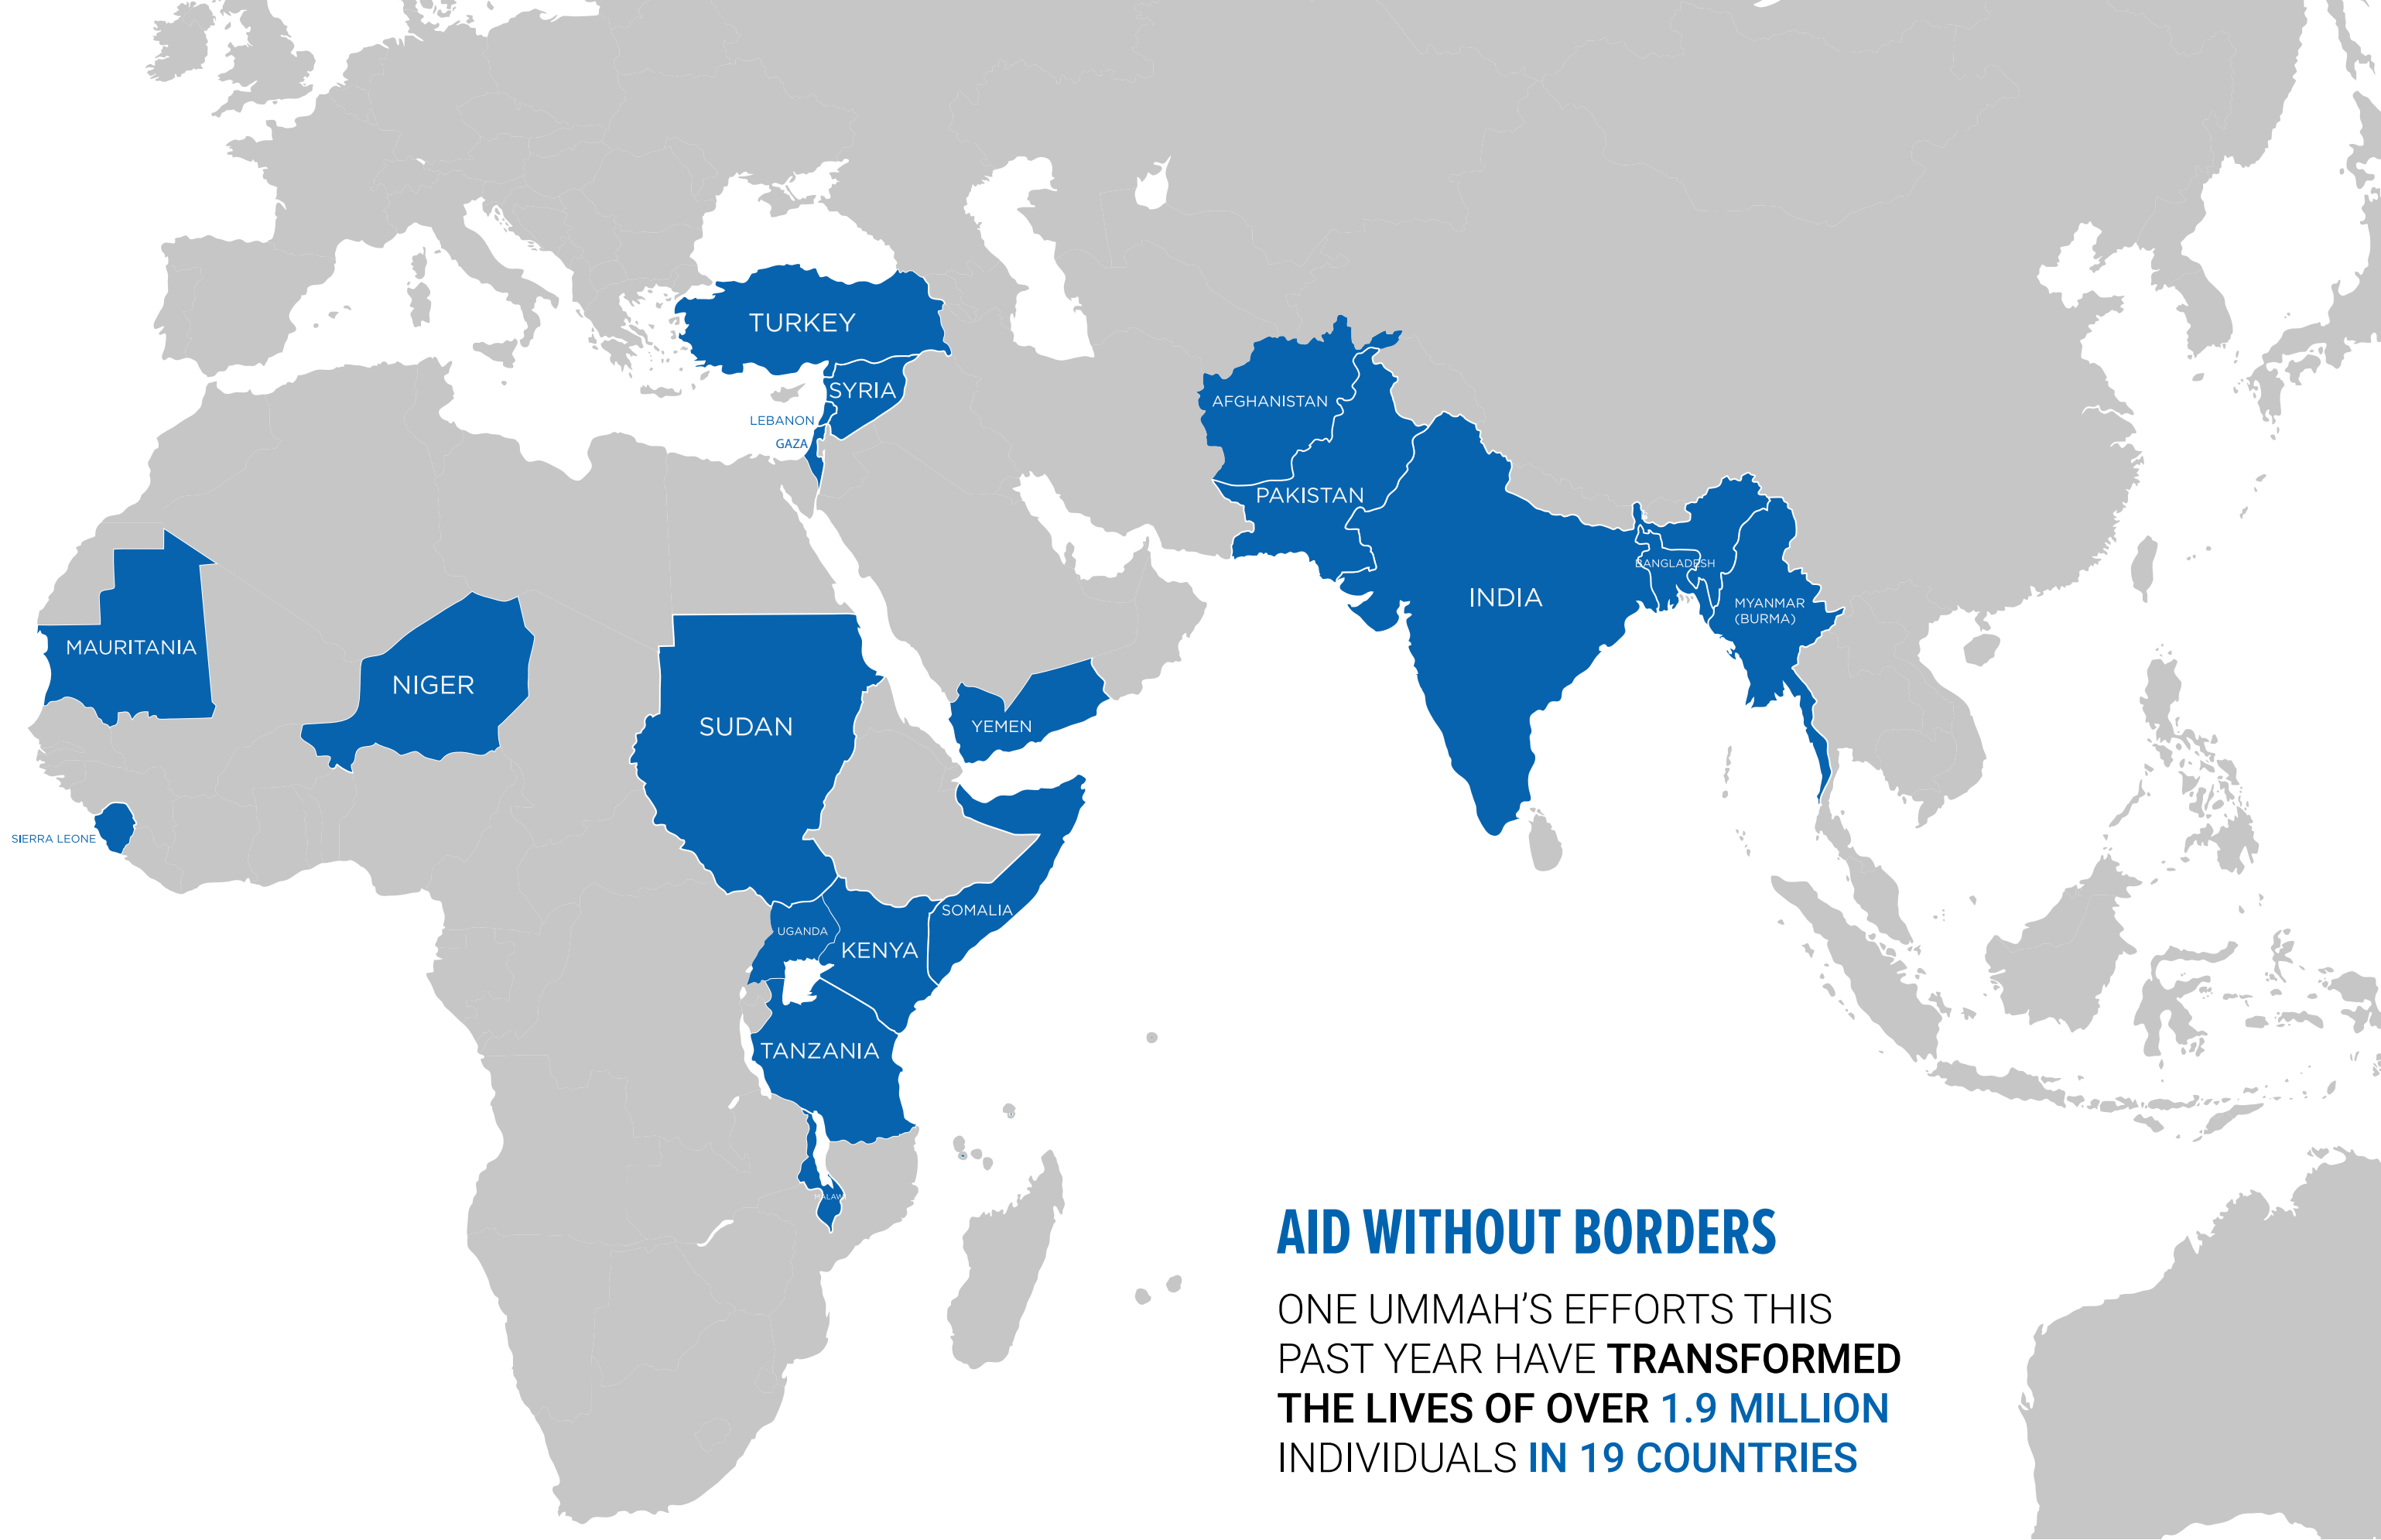 TURKEY
SYRIA
AFGHANISTAN
LEBANON
GAZA
PAKISTAN
BANGLADESH
INDIA
MYANMAR
(BURMA)
MAURITANIA
NIGER
SUDAN
YEMEN
SIERRA LEONE
SOMALIA
UGANDA
KENYA
TANZANIA
MALAWI
AID WITHOUT BORDERS
ONE UMMAH'S EFFORTS THIS
PAST YEAR HAVE TRANSFORMED
THE LIVES OF OVER 1.9 MILLION
INDIVIDUALS IN 19 COUNTRIES